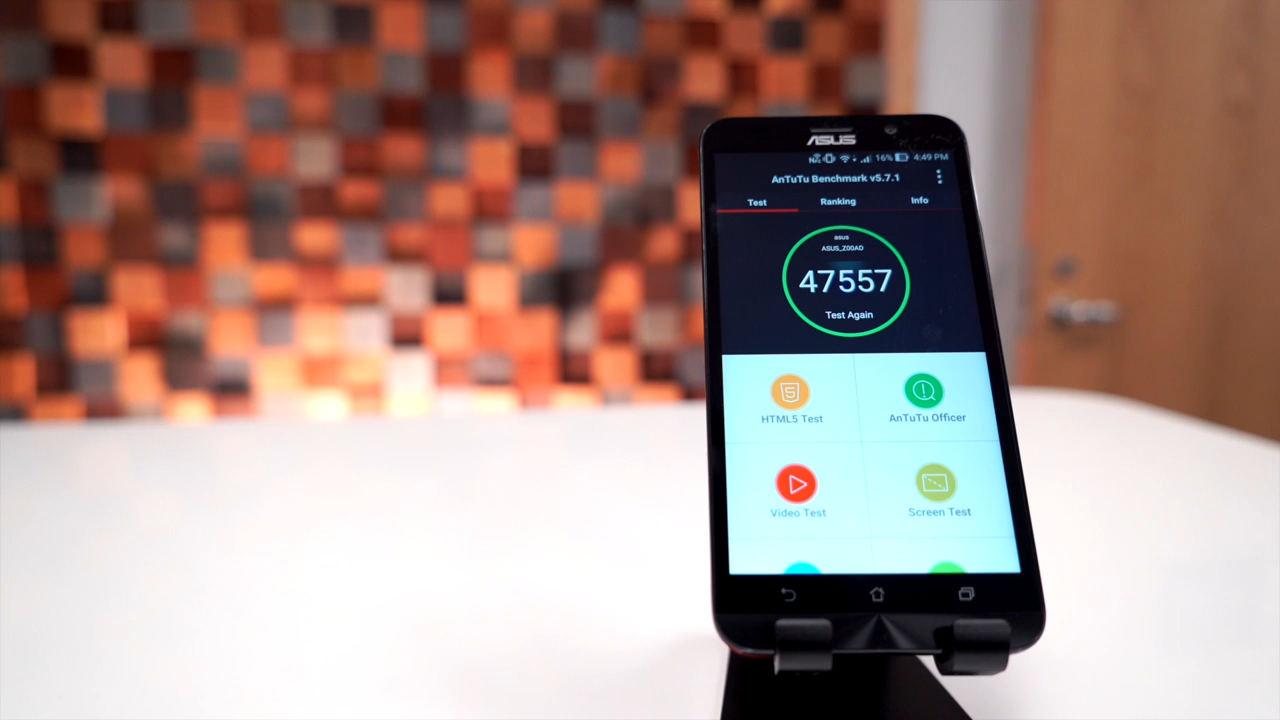 ASUS
16% 4:49 PM
AnTuTu Benchmark v5.7.1
Test Ranking Info
asus
ASUS_Z00AD
47557
Test Again
HTML5 Test AnTuTu Officer
Video Test Screen Test